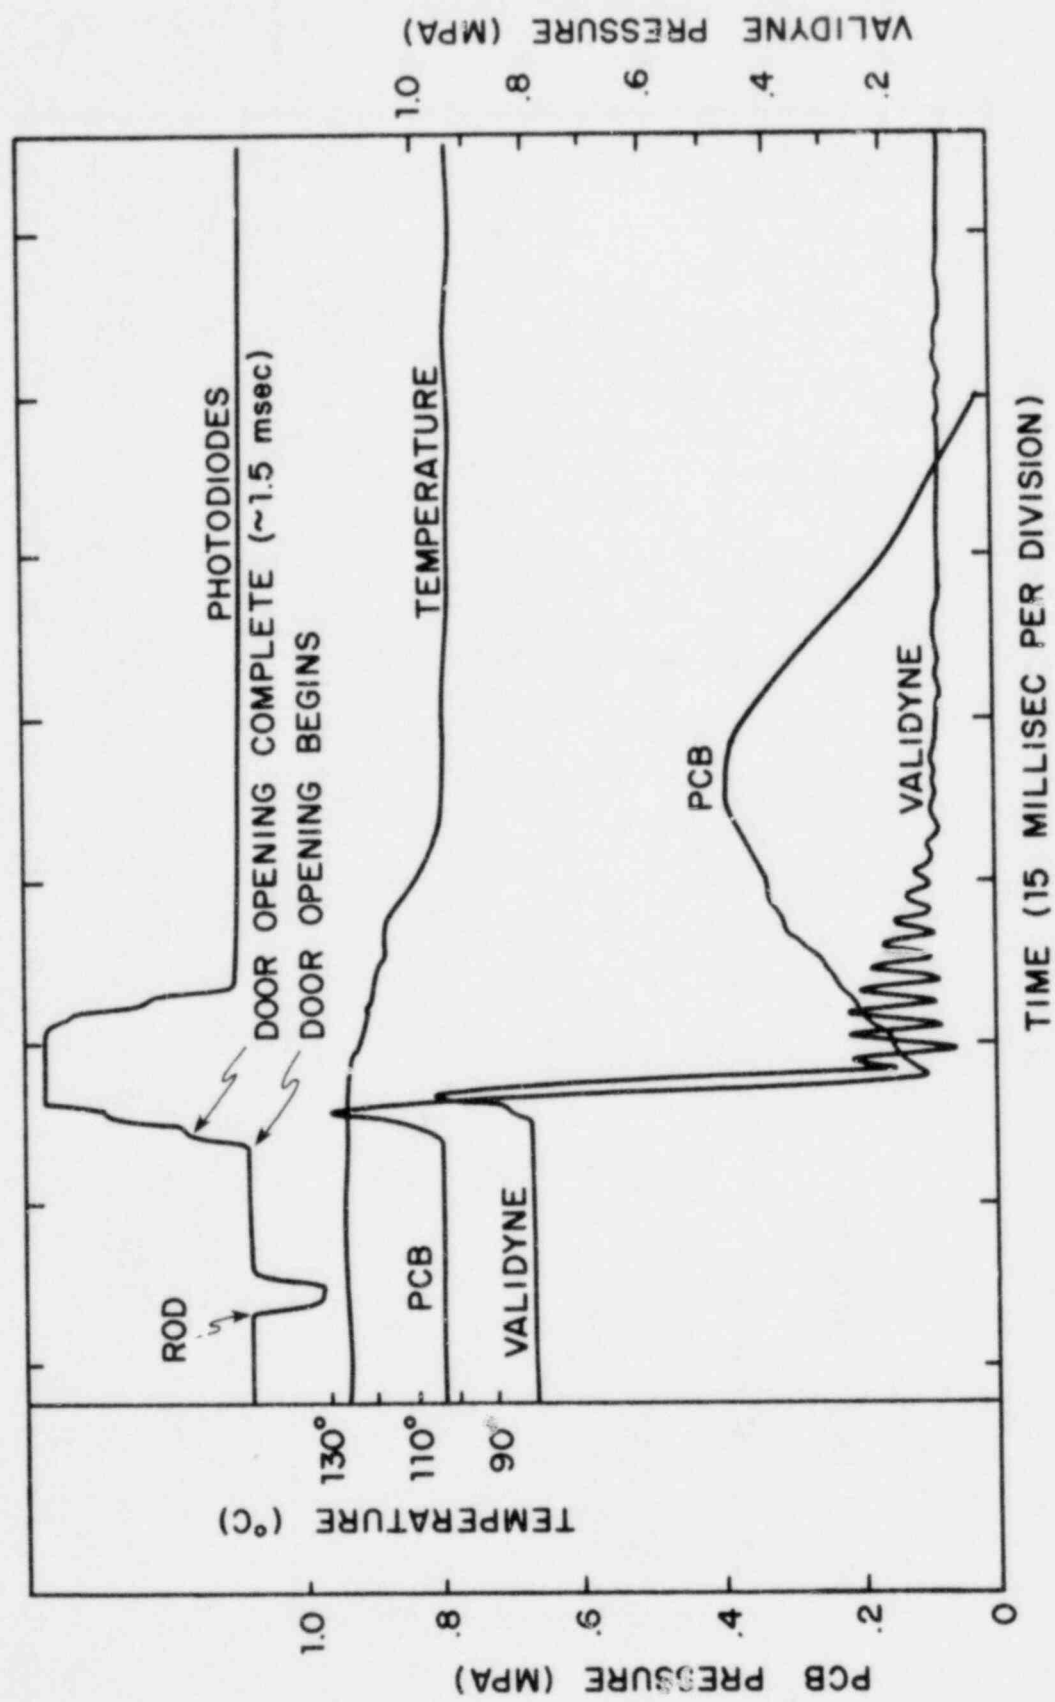 PCB PRESSURE (MPA)
1.0
.8
.6
.4
.2
0
TEMPERATURE (°C)
130°
110°
90°
ROD
PHOTODIODES
DOOR OPENING COMPLETE (~1.5 msec)
DOOR OPENING BEGINS
TEMPERATURE
PCB
VALIDYNE
PCB
VALIDYNE
VALIDYNE PRESSURE (MPA)
1.0
.8
.6
.4
.2
TIME (15 MILLISEC PER DIVISION)